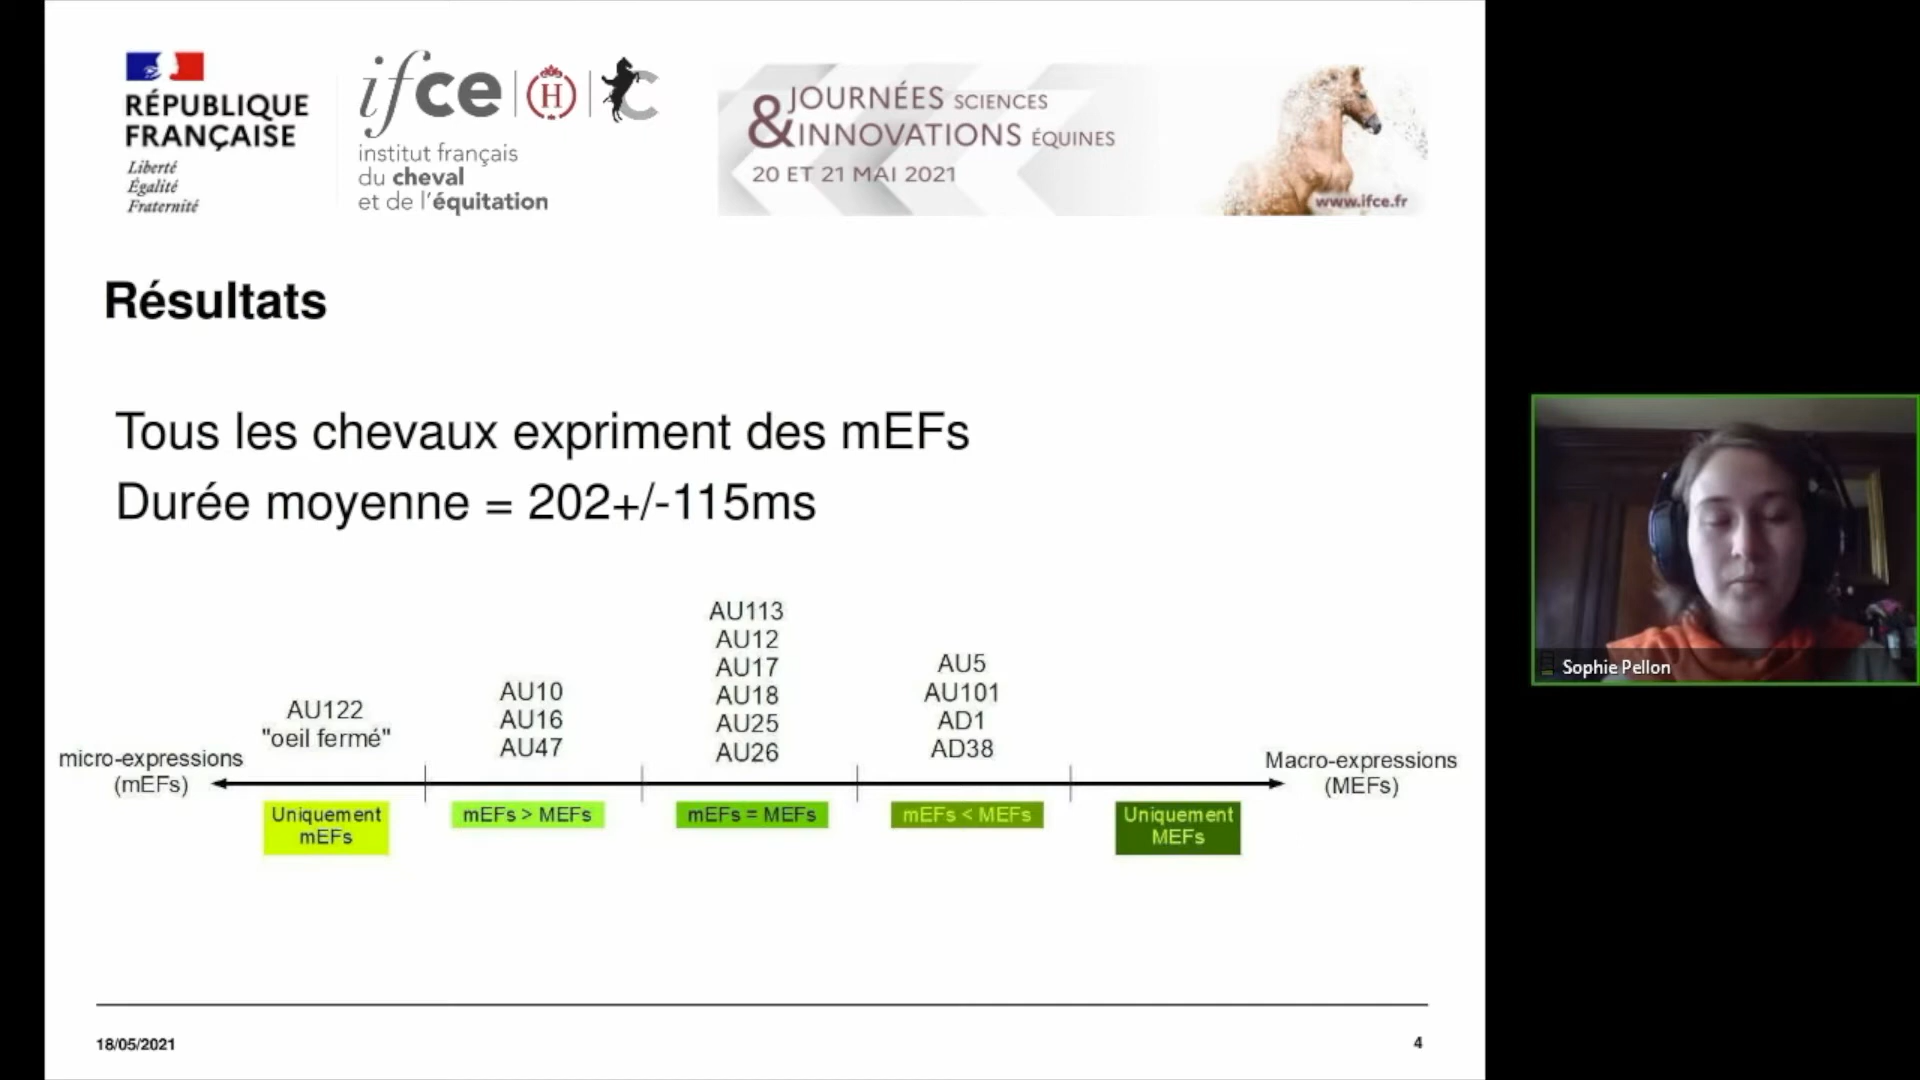 RÉPUBLIQUE
FRANÇAISE
Liberté
Égalité
Fraternité
ifce | H | C
institut français
du cheval
et de l'équitation
JOURNÉES SCIENCES
& INNOVATIONS ÉQUINES
20 ET 21 MAI 2021
www.ifce.fr
Résultats
Tous les chevaux expriment des mEFs
Durée moyenne = 202+/-115ms
micro-expressions
(mEFs)
AU122
"oeil fermé"
Uniquement
mEFs
AU10
AU16
AU47
mEFs > MEFs
AU113
AU12
AU17
AU18
AU25
AU26
mEFs = MEFs
AU5
AU101
AD1
AD38
mEFs < MEFs
Uniquement
MEFs
Macro-expressions
(MEFs)
18/05/2021
4
Sophie Pellon